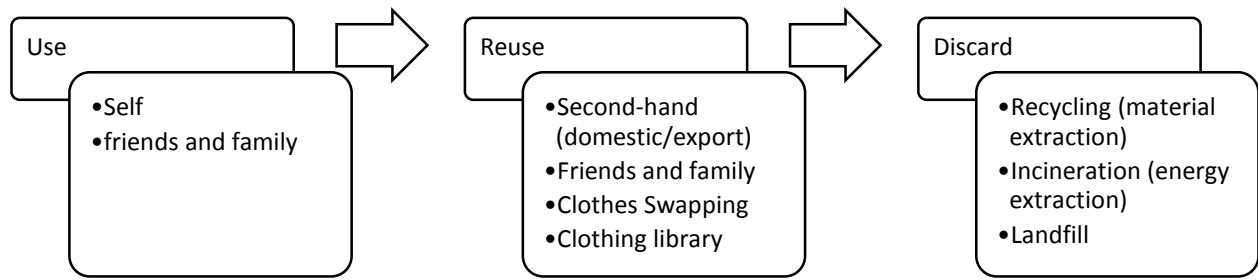 Use
•Self
•friends and family
Reuse
•Second-hand
(domestic/export)
•Friends and family
•Clothes Swapping
•Clothing library
Discard
•Recycling (material
extraction)
•Incineration (energy
extraction)
•Landfill